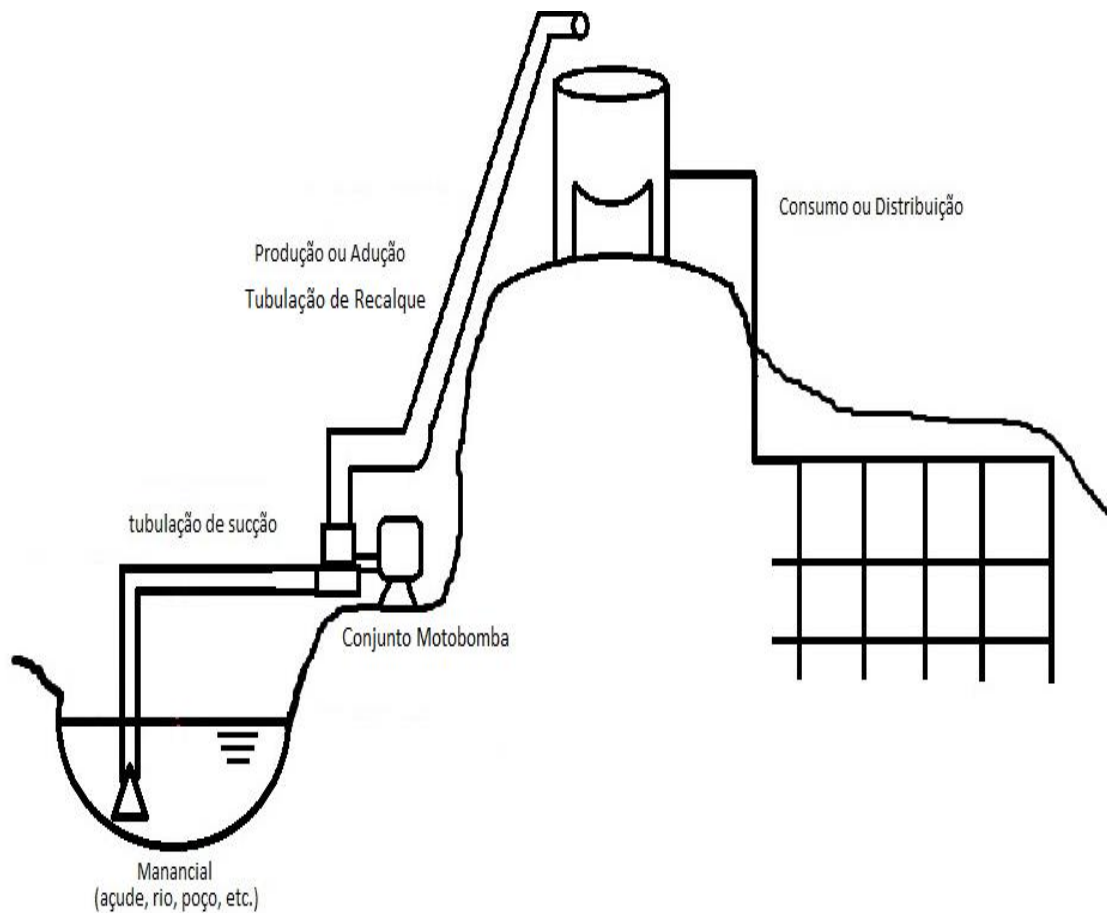 Consumo ou Distribuição
Produção ou Adução
Tubulação de Recalque
tubulação de sucção
Conjunto Motobomba
Manancial
(açude, rio, poço, etc.)